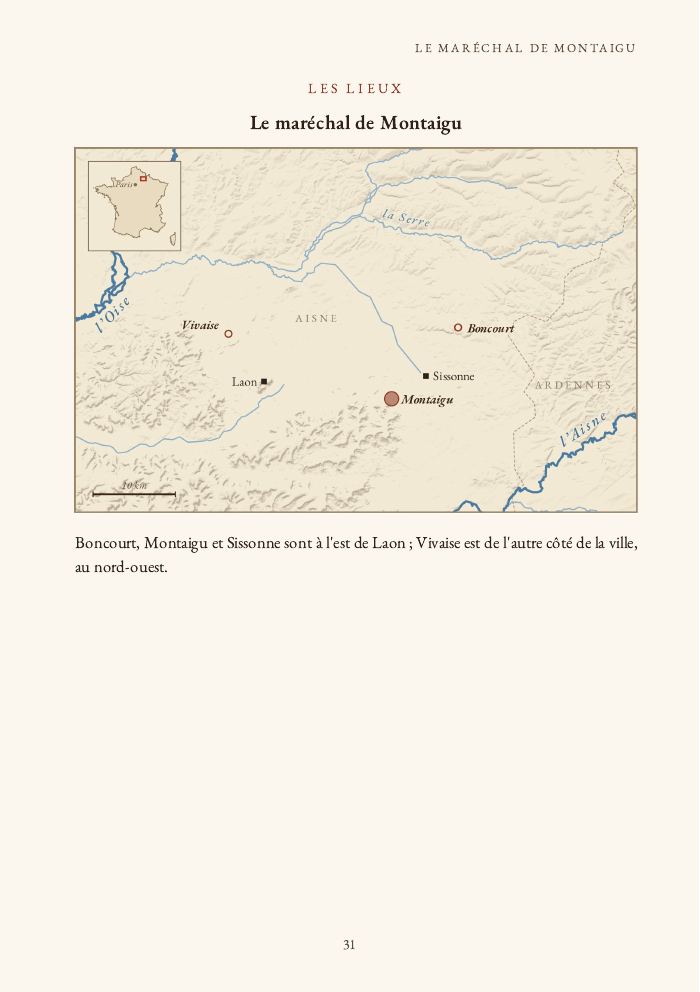 LE MARÉCHAL DE MONTAIGU
LES LIEUX
Le maréchal de Montaigu
Paris
la Serre
l'Oise
Vivaise
AISNE
Boncourt
Laon
Sissonne
ARDENNES
Montaigu
l'Aisne
10 km
Boncourt, Montaigu et Sissonne sont à l'est de Laon ; Vivaise est de l'autre côté de la ville,
au nord-ouest.
31